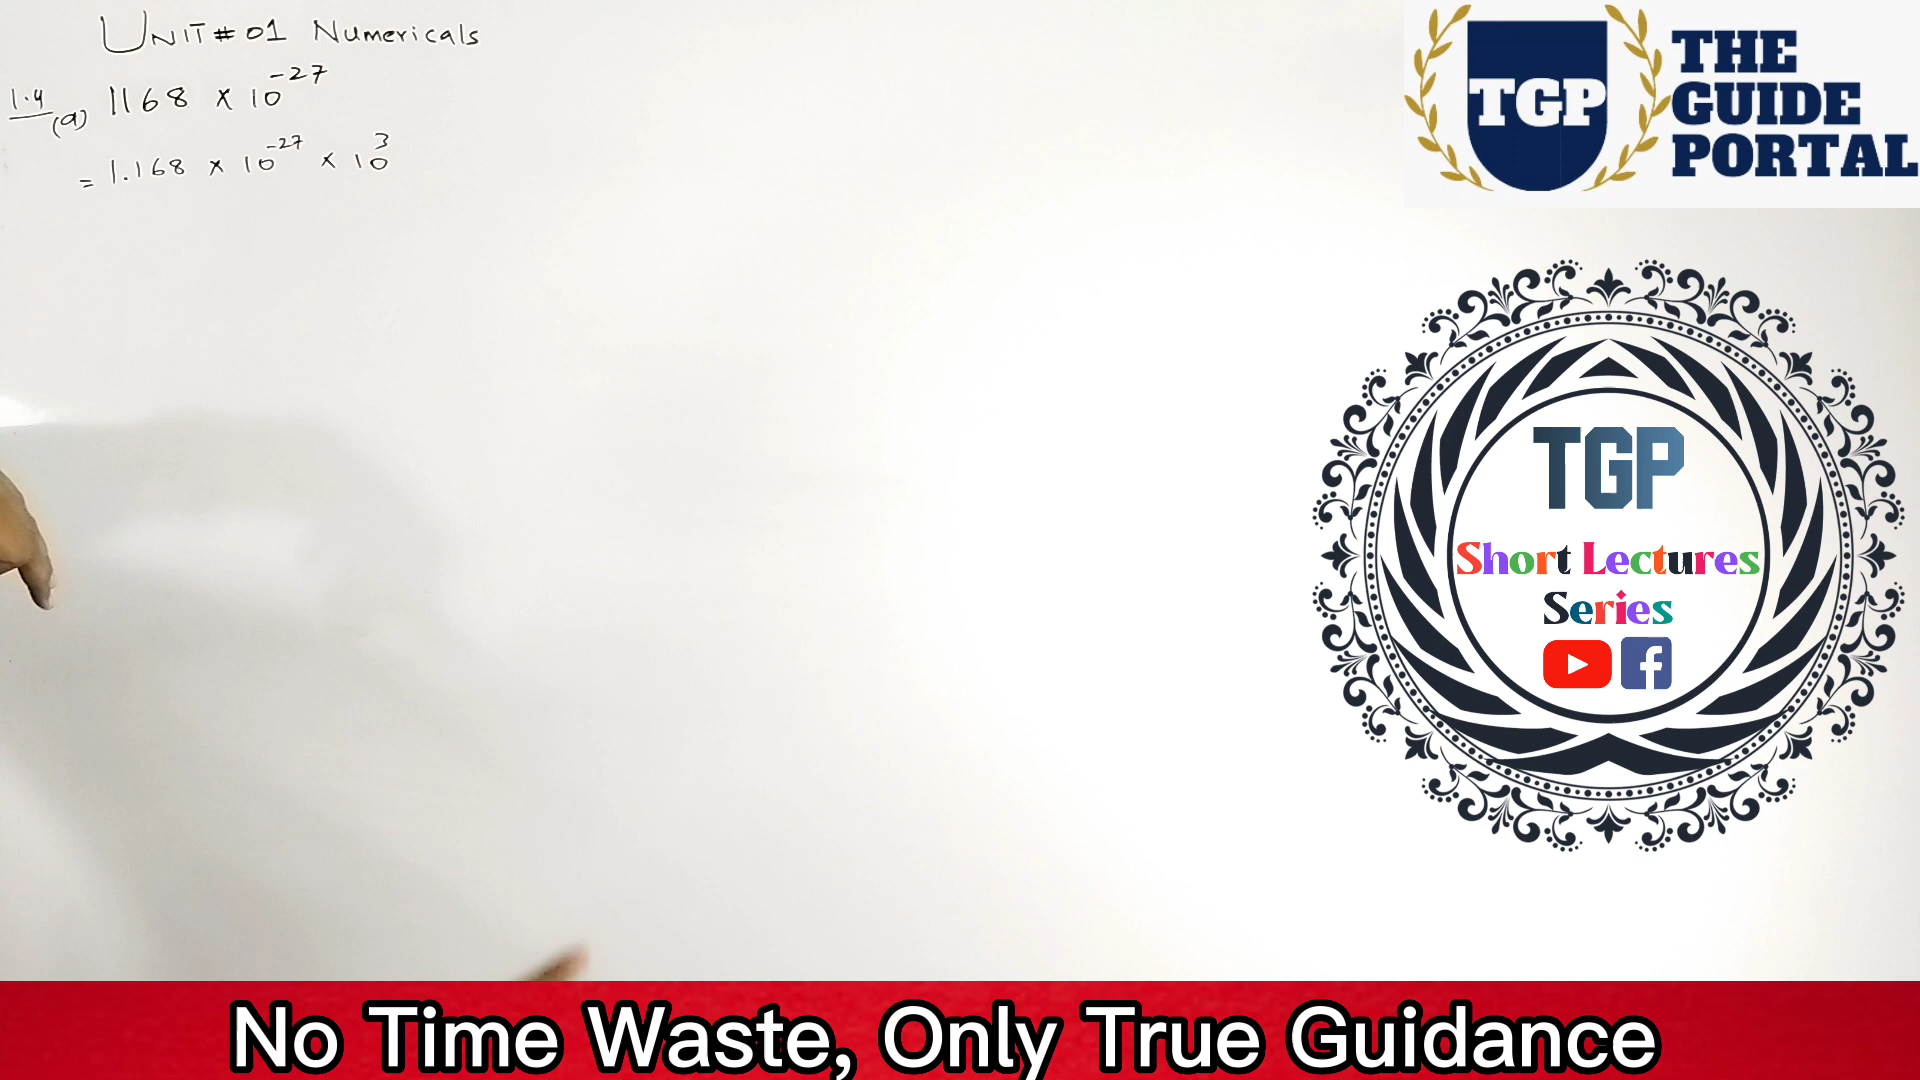 UNIT # 01 Numericals
1.4 (a) 1168 × 10^-27
= 1.168 × 10^-27 × 10^3
TGP
THE
GUIDE
PORTAL
TGP
Short Lectures
Series
No Time Waste, Only True Guidance